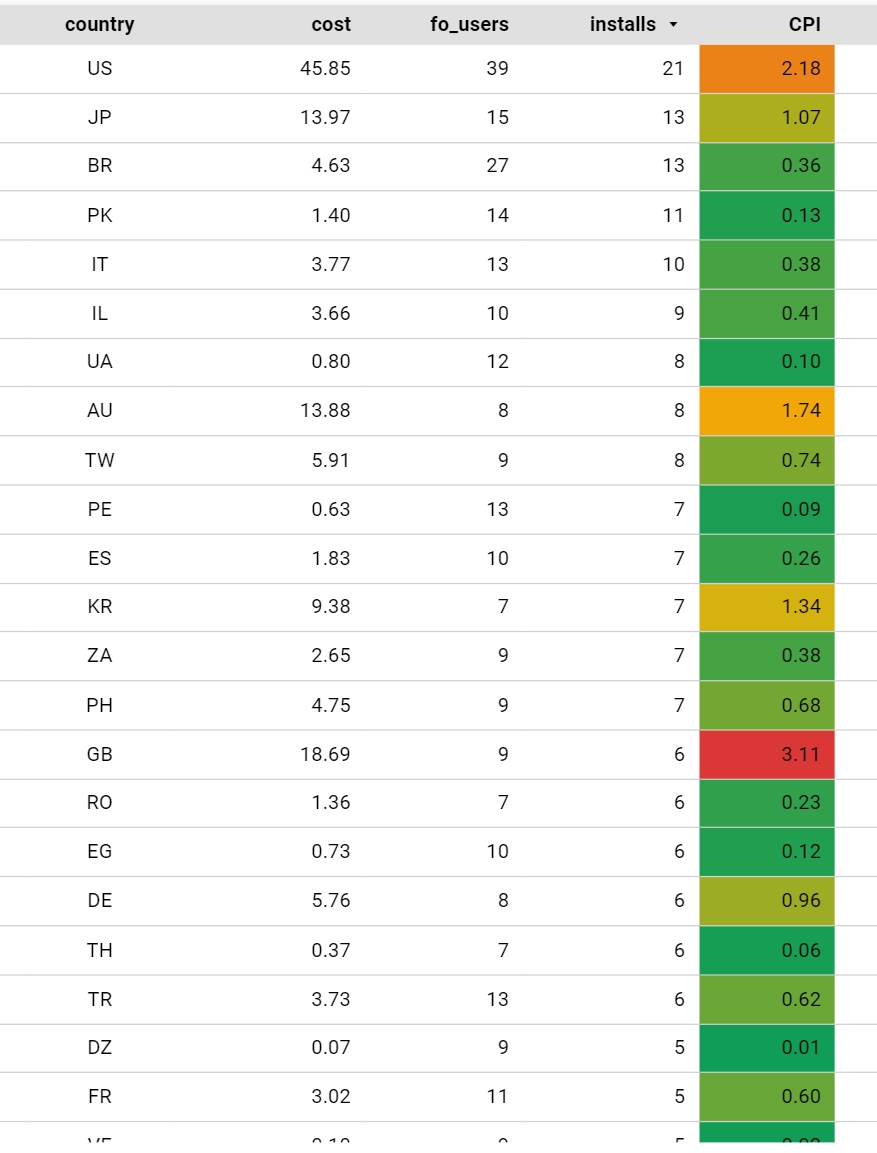 country cost fo_users installs CPI
US 45.85 39 21 2.18
JP 13.97 15 13 1.07
BR 4.63 27 13 0.36
PK 1.40 14 11 0.13
IT 3.77 13 10 0.38
IL 3.66 10 9 0.41
UA 0.80 12 8 0.10
AU 13.88 8 8 1.74
TW 5.91 9 8 0.74
PE 0.63 13 7 0.09
ES 1.83 10 7 0.26
KR 9.38 7 7 1.34
ZA 2.65 9 7 0.38
PH 4.75 9 7 0.68
GB 18.69 9 6 3.11
RO 1.36 7 6 0.23
EG 0.73 10 6 0.12
DE 5.76 8 6 0.96
TH 0.37 7 6 0.06
TR 3.73 13 6 0.62
DZ 0.07 9 5 0.01
FR 3.02 11 5 0.60